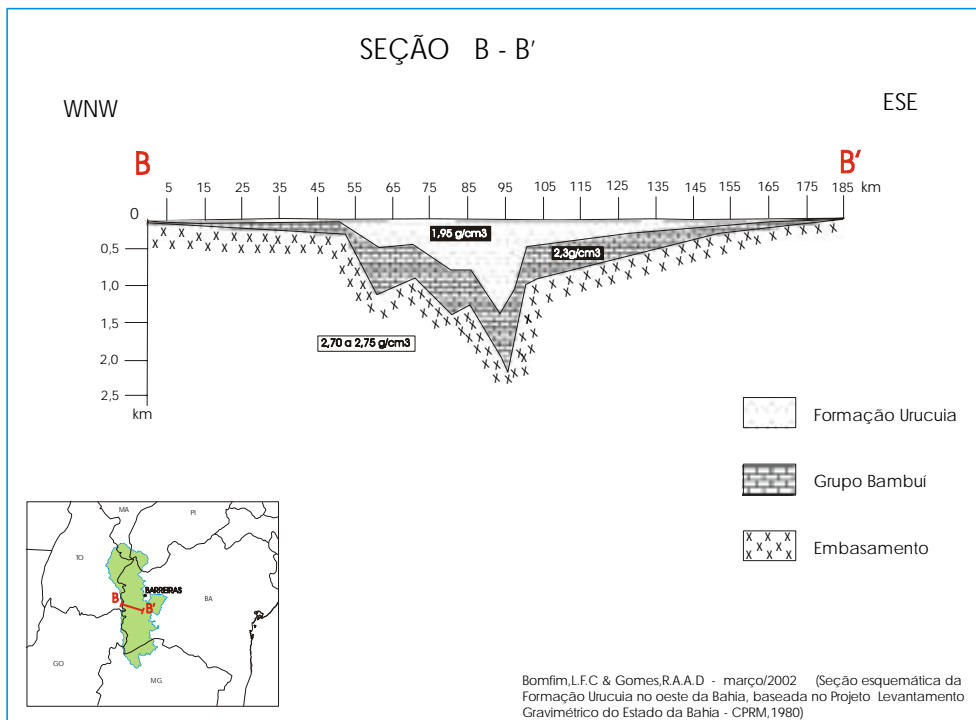 SEÇÃO B - B'
WNW
ESE
B
B'
5 15 25 35 45 55 65 75 85 95 105 115 125 135 145 155 165 175 185 km
0
0,5
1,0
1,5
2,0
2,5
km
1,95 g/cm3
2,3g/cm3
2,70 a 2,75 g/cm3
Formação Urucuia
Grupo Bambuí
Embasamento
MA
PI
TO
BARREIRAS
B
B'
BA
GO
MG
Bomfim,L.F.C & Gomes,R.A.A.D - março/2002 (Seção esquemática da
Formação Urucuia no oeste da Bahia, baseada no Projeto Levantamento
Gravimétrico do Estado da Bahia - CPRM,1980)